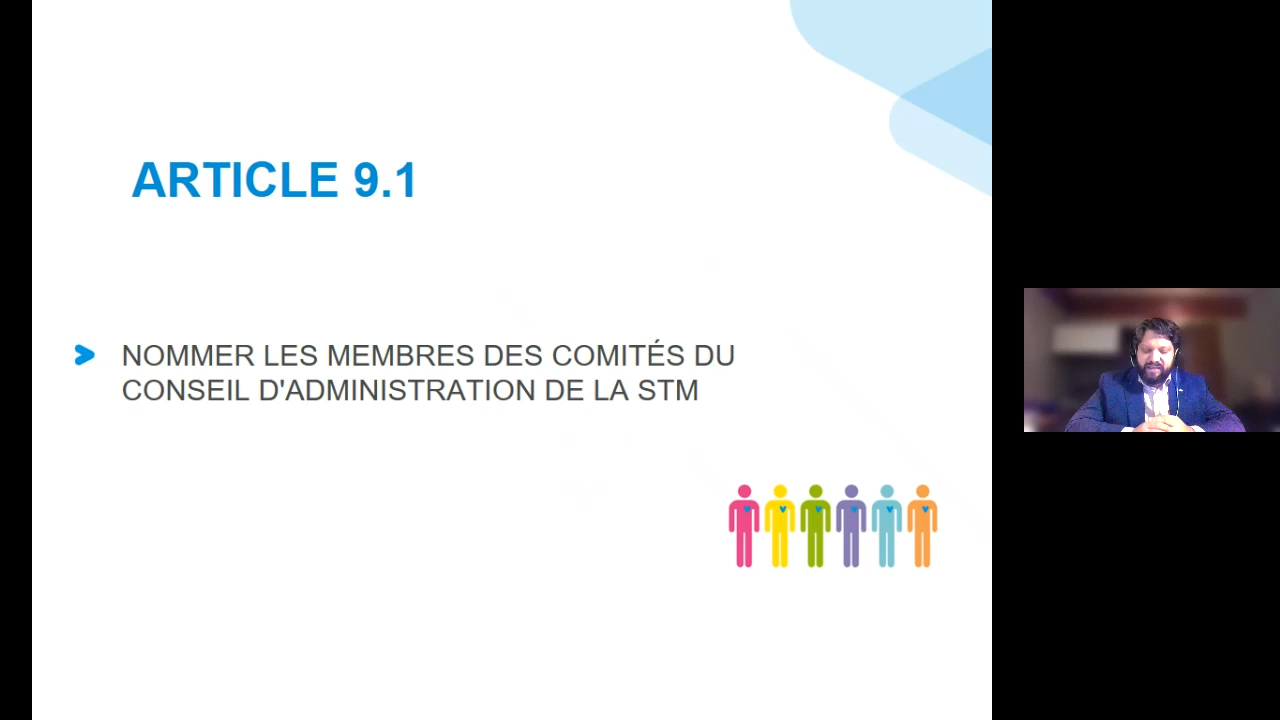 ARTICLE 9.1
NOMMER LES MEMBRES DES COMITÉS DU
CONSEIL D'ADMINISTRATION DE LA STM